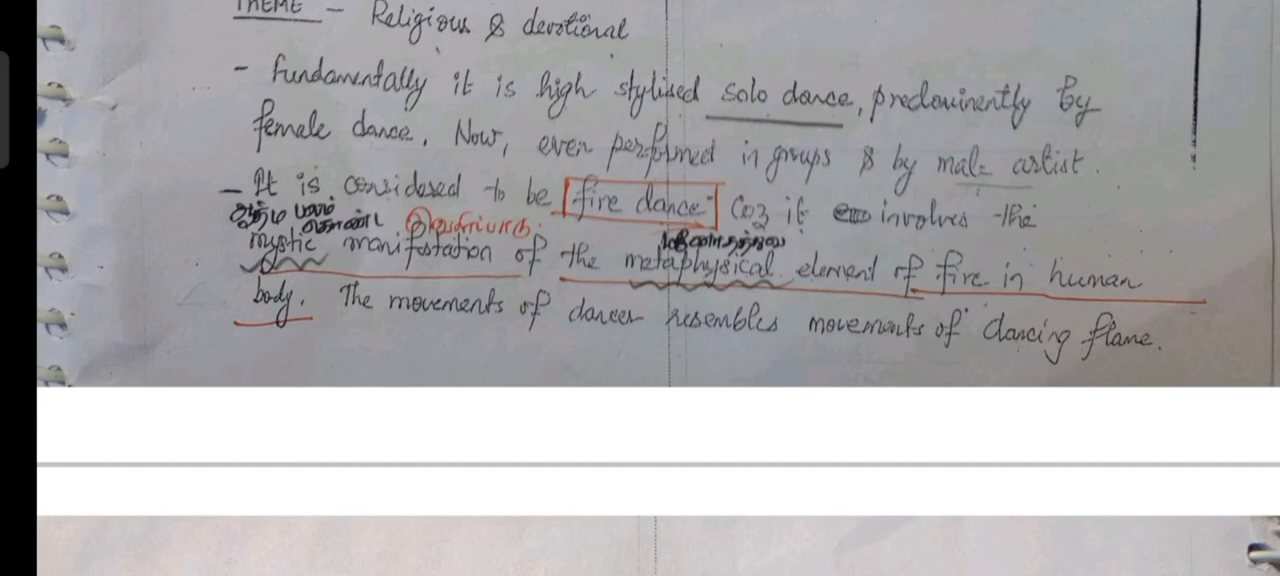 THEME - Religious & devotional
- fundamentally it is high stylised solo dance, predominently by
female dance. Now, even performed in groups & by male artist.
- It is considered to be fire dance Coz it involves the
ஆத்ம பலம் கொண்ட
mystic manifestation of the metaphysical element of fire in human
body. The movements of dancer resembles movements of dancing flame.